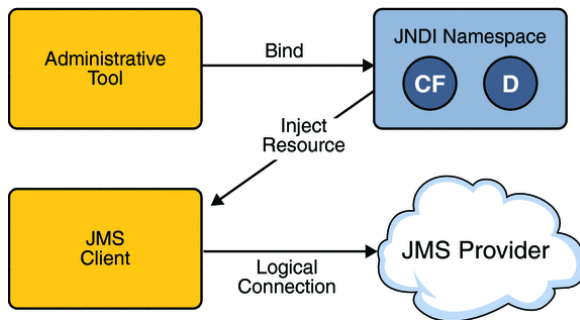 Administrative
Tool
Bind
JNDI Namespace
CF
D
Inject
Resource
JMS
Client
Logical
Connection
JMS Provider